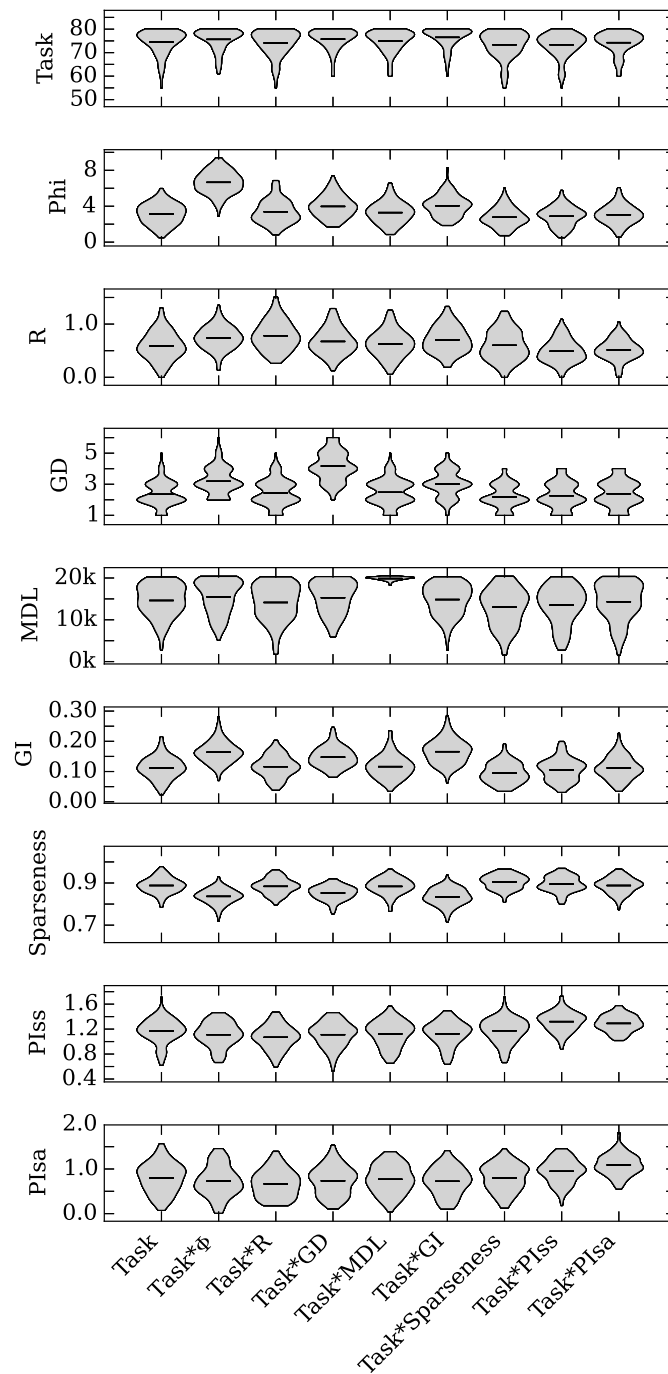 Task
80
70
60
50
Phi
8
4
0
R
1.0
0.0
GD
5
3
1
MDL
20k
10k
0k
GI
0.30
0.20
0.10
0.00
Sparseness
0.9
0.7
PIss
1.6
1.2
0.8
0.4
PIsa
2.0
1.0
0.0
Task
Task*Φ
Task*R
Task*GD
Task*MDL
Task*GI
Task*Sparseness
Task*PIss
Task*PIsa